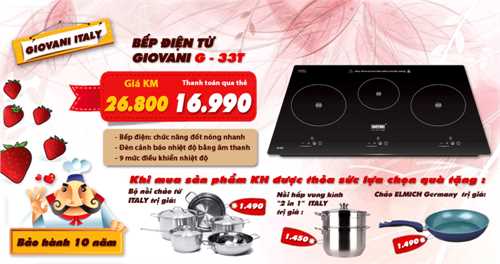 GIOVANI ITALY
BẾP ĐIỆN TỪ
GIOVANI G - 33T
Giá KM
Thanh toán qua thẻ
26.800 16.990
- Bếp điện: chức năng đốt nóng nhanh
- Đèn cảnh báo nhiệt độ bằng âm thanh
- 9 mức điều khiển nhiệt độ
Khi mua sản phẩm KH được thỏa sức lựa chọn quà tặng :
Bộ nồi chảo từ
ITALY trị giá:
1.490
Nồi hấp vung kính
"2 in 1" ITALY
trị giá :
1.450
Chảo ELMICH Germany trị giá:
1.490
Bảo hành 10 năm